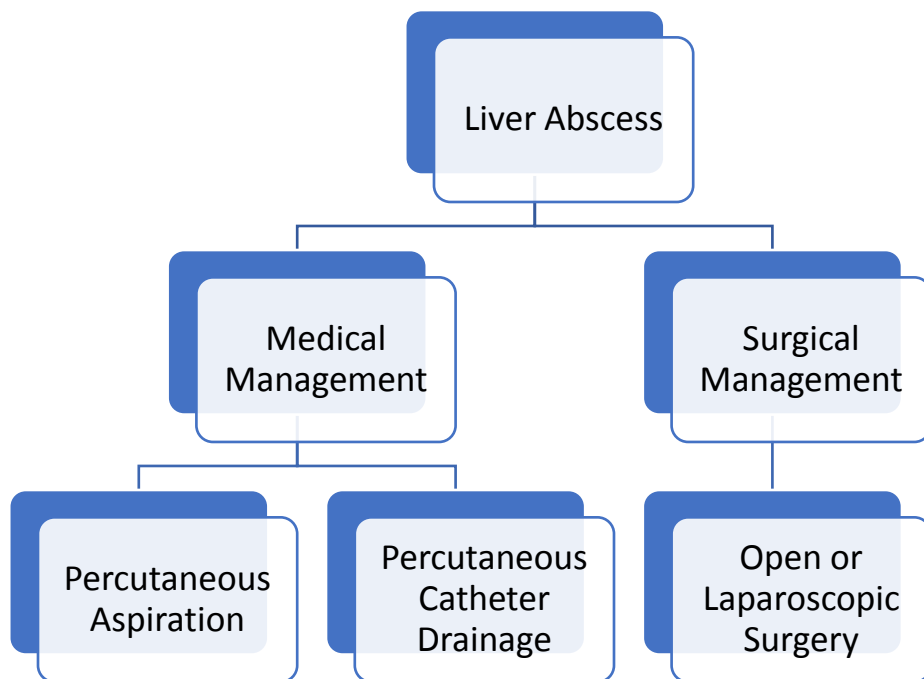 Liver Abscess
Medical
Management
Surgical
Management
Percutaneous
Aspiration
Percutaneous
Catheter
Drainage
Open or
Laparoscopic
Surgery